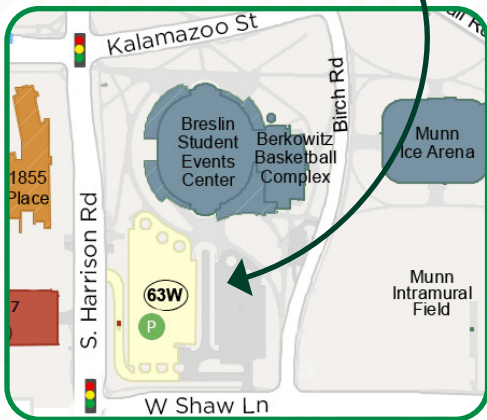 Kalamazoo St
Birch Rd
Breslin
Student
Events
Center
Berkowitz
Basketball
Complex
Munn
Ice Arena
1855
Place
S. Harrison Rd
63W
P
7
)
Munn
Intramural
Field
W Shaw Ln